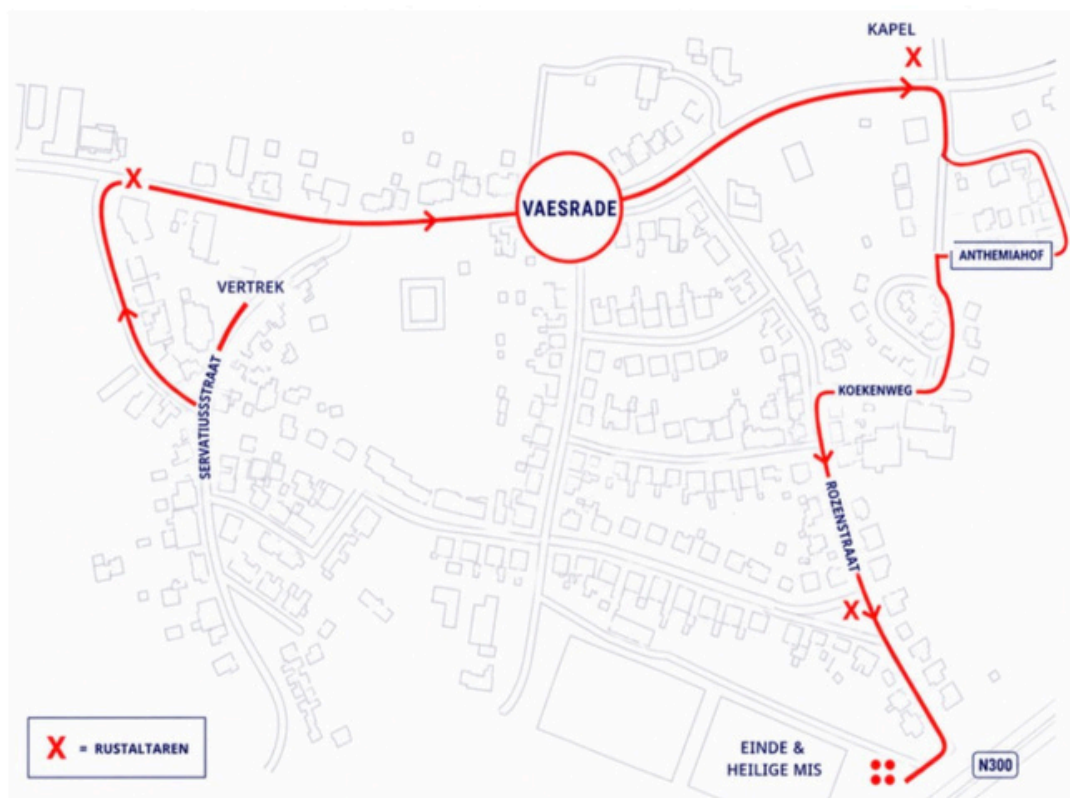 KAPEL
X
X
VAESRADE
ANTHEMIAHOF
VERTREK
SERVATIUSSSTRAAT
KOEKENWEG
ROZENSTRAAT
X
X = RUSTALTAREN
EINDE &
HEILIGE MIS
N300